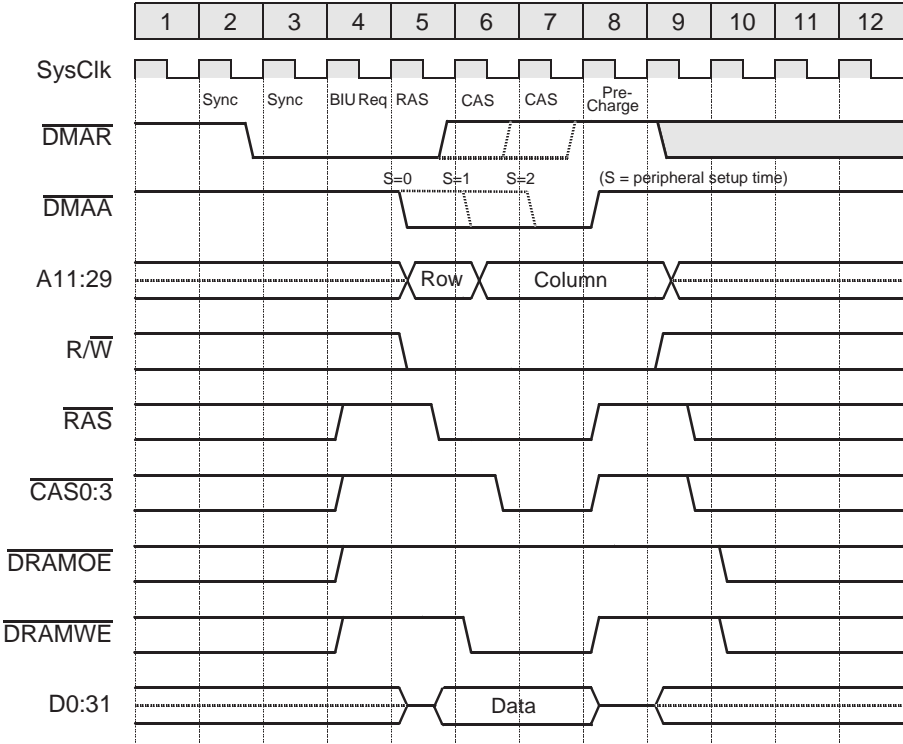 1 2 3 4 5 6 7 8 9 10 11 12
SysClk
Sync Sync BIU Req RAS CAS CAS Pre-Charge
DMAR
S=0 S=1 S=2 (S = peripheral setup time)
DMAA
A11:29 Row Column
R/W
RAS
CAS0:3
DRAMOE
DRAMWE
D0:31 Data